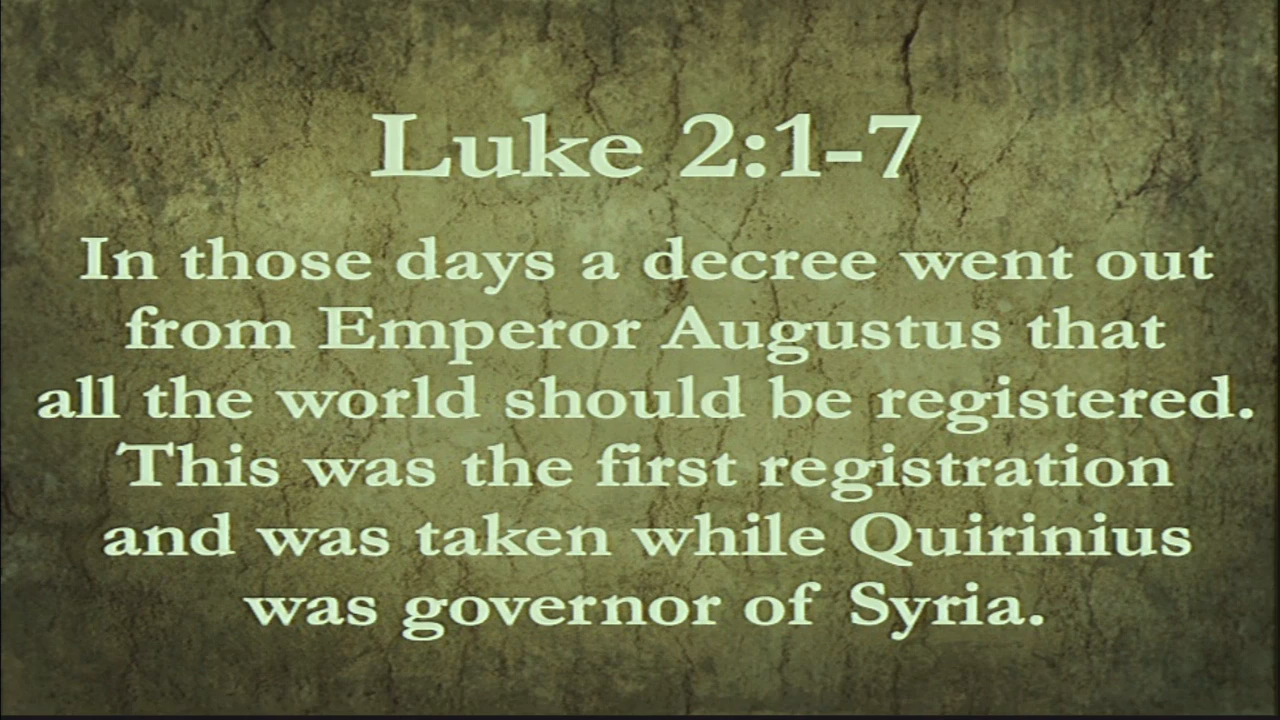 Luke 2:1-7
In those days a decree went out
from Emperor Augustus that
all the world should be registered.
This was the first registration
and was taken while Quirinius
was governor of Syria.